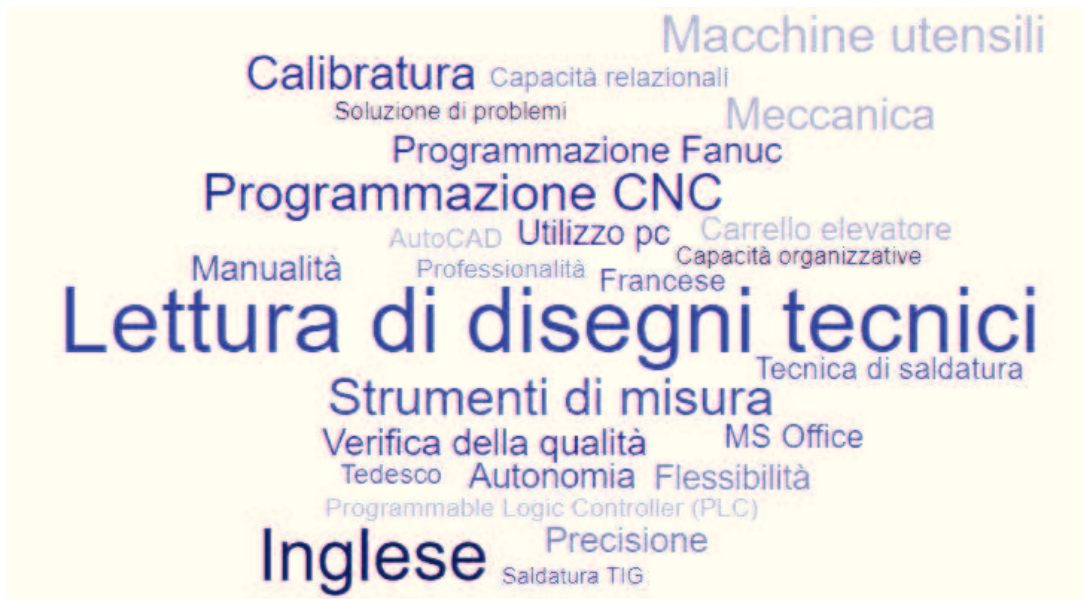 Macchine utensili
Calibratura Capacità relazionali
Soluzione di problemi Meccanica
Programmazione Fanuc
Programmazione CNC
AutoCAD Utilizzo pc Carrello elevatore
Capacità organizzative
Manualità Professionalità Francese
Lettura di disegni tecnici
Tecnica di saldatura
Strumenti di misura
Verifica della qualità MS Office
Tedesco Autonomia Flessibilità
Programmable Logic Controller (PLC)
Inglese Precisione
Saldatura TIG